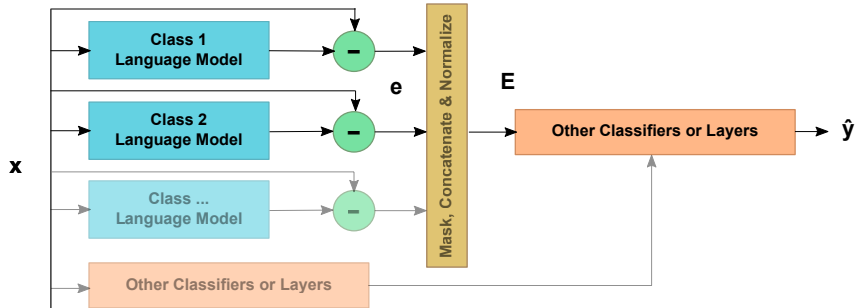 Class 1
Language Model
-
e
Class 2
Language Model
-
x
Class ...
Language Model
-
Mask, Concatenate & Normalize
E
Other Classifiers or Layers
ŷ
Other Classifiers or Layers